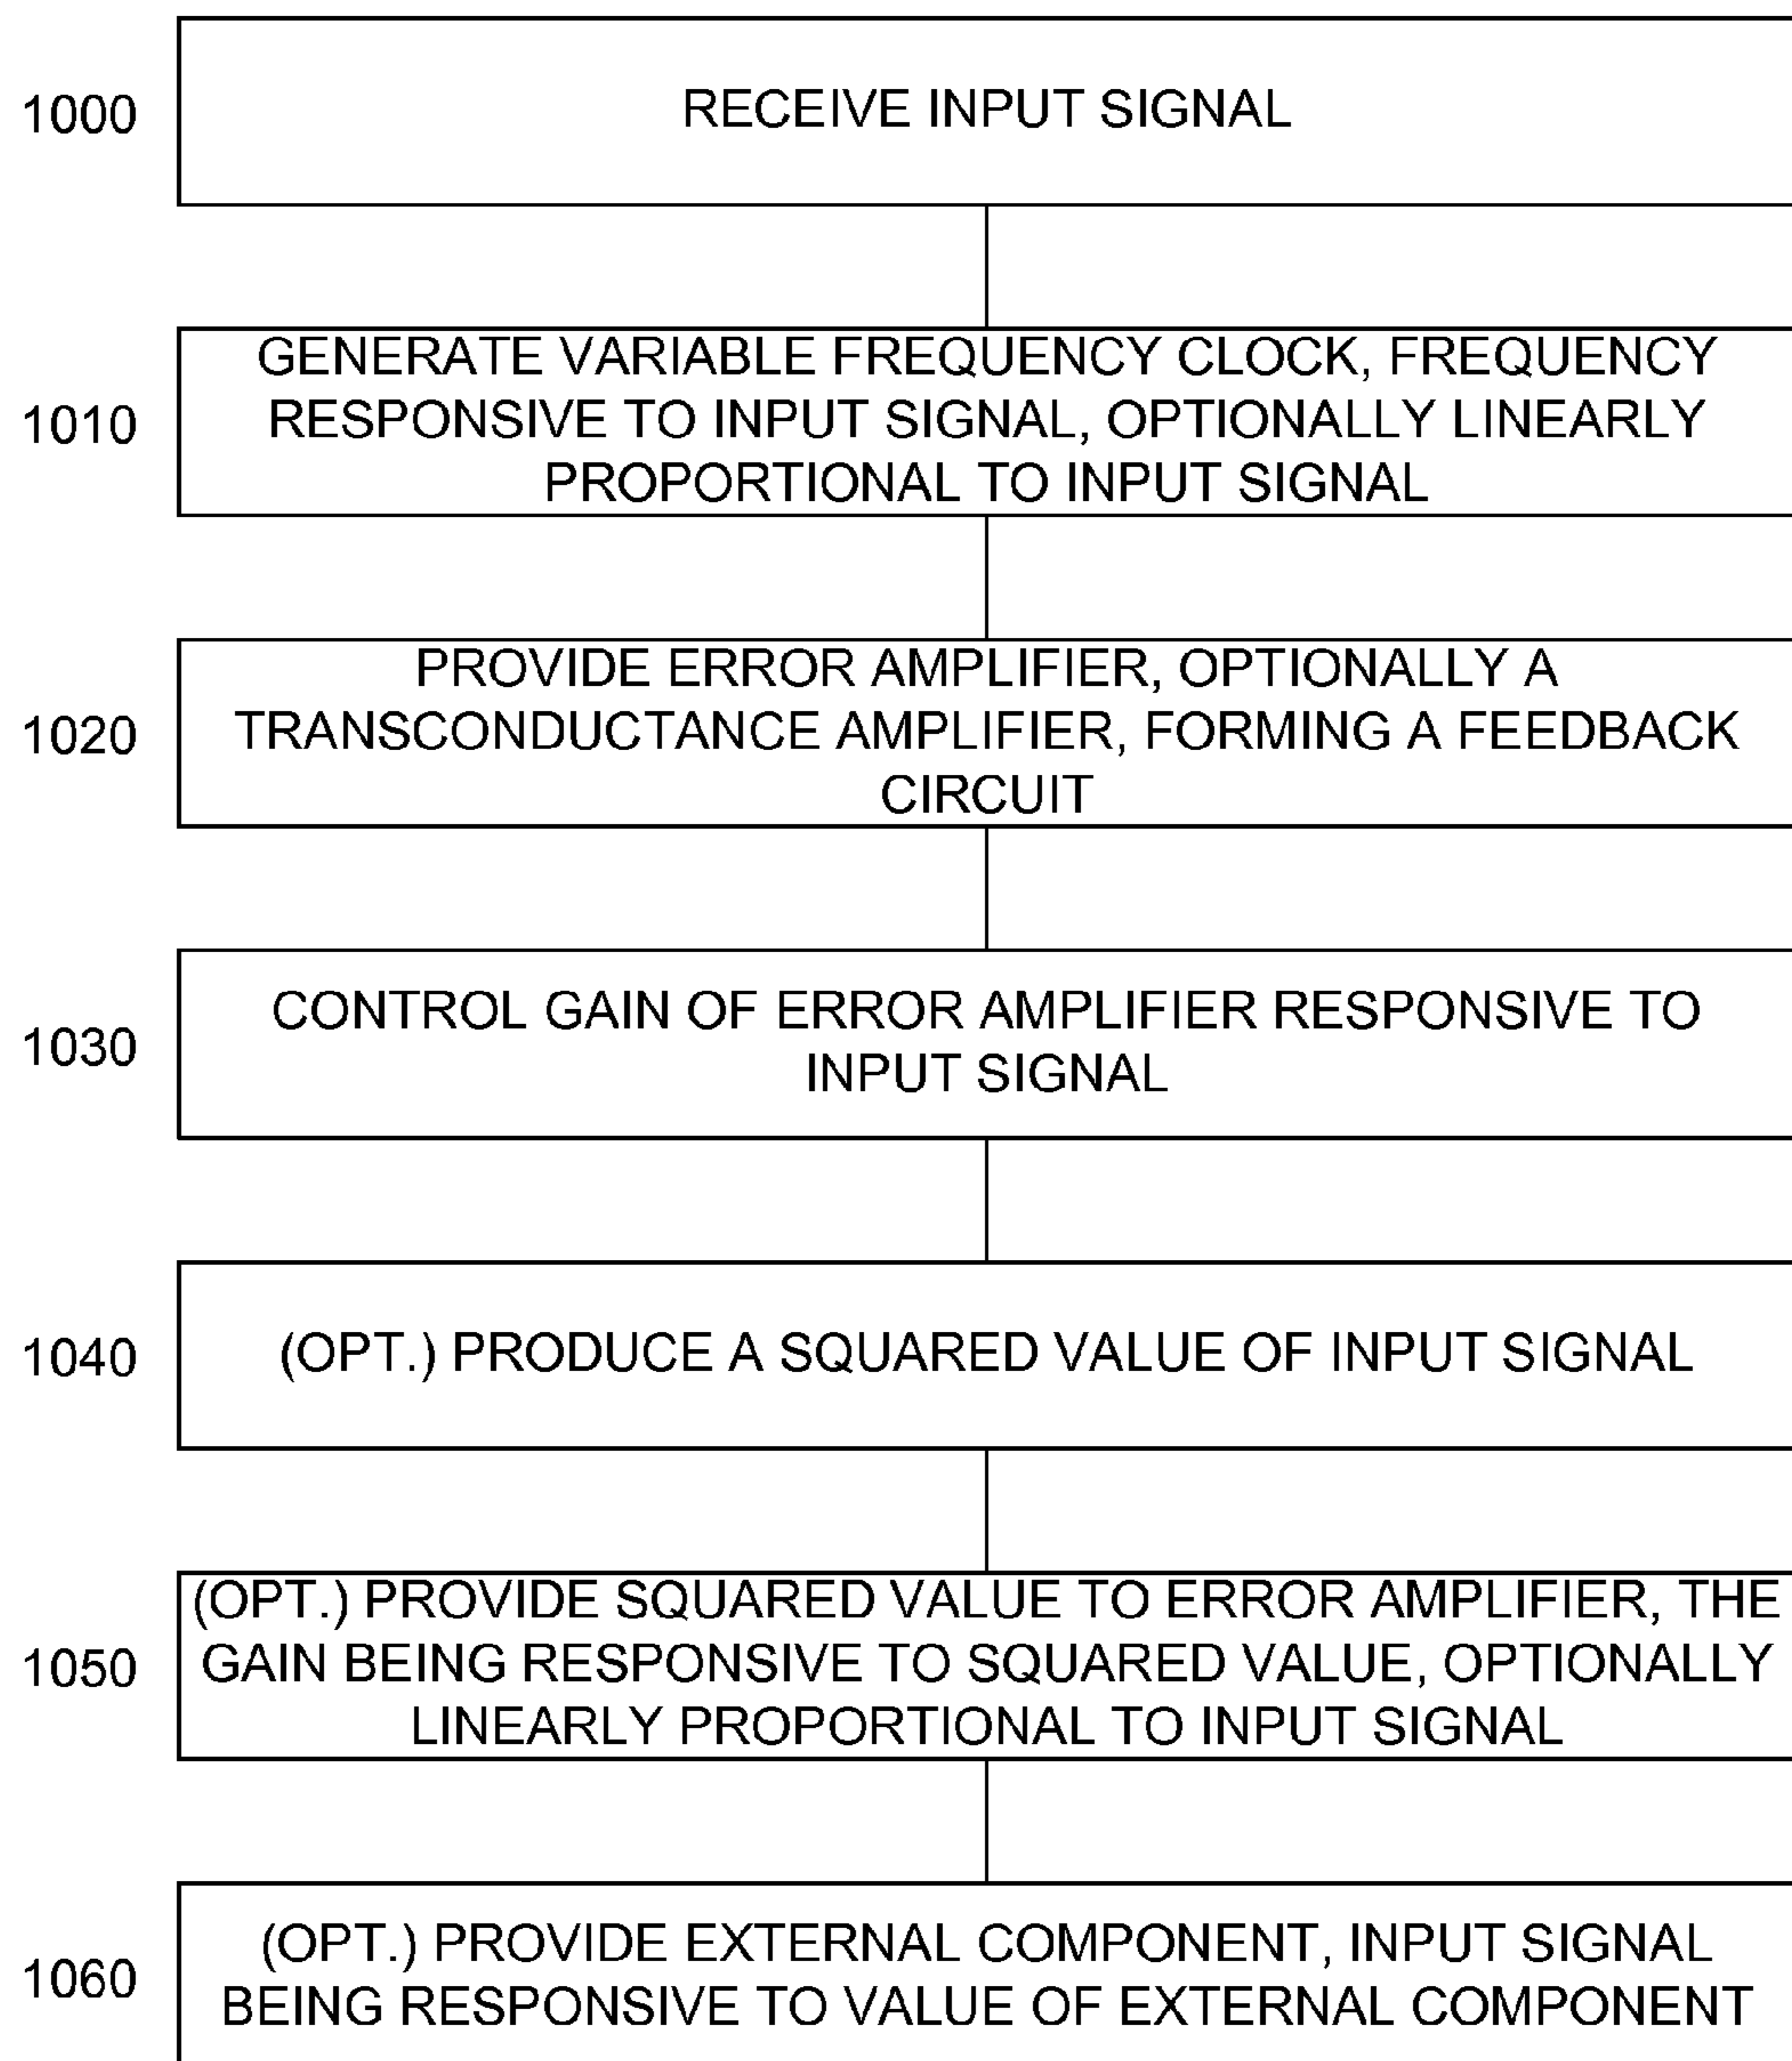 1000
RECEIVE INPUT SIGNAL
1010
GENERATE VARIABLE FREQUENCY CLOCK, FREQUENCY
RESPONSIVE TO INPUT SIGNAL, OPTIONALLY LINEARLY
PROPORTIONAL TO INPUT SIGNAL
1020
PROVIDE ERROR AMPLIFIER, OPTIONALLY A
TRANSCONDUCTANCE AMPLIFIER, FORMING A FEEDBACK
CIRCUIT
1030
CONTROL GAIN OF ERROR AMPLIFIER RESPONSIVE TO
INPUT SIGNAL
1040
(OPT.) PRODUCE A SQUARED VALUE OF INPUT SIGNAL
1050
(OPT.) PROVIDE SQUARED VALUE TO ERROR AMPLIFIER, THE
GAIN BEING RESPONSIVE TO SQUARED VALUE, OPTIONALLY
LINEARLY PROPORTIONAL TO INPUT SIGNAL
1060
(OPT.) PROVIDE EXTERNAL COMPONENT, INPUT SIGNAL
BEING RESPONSIVE TO VALUE OF EXTERNAL COMPONENT